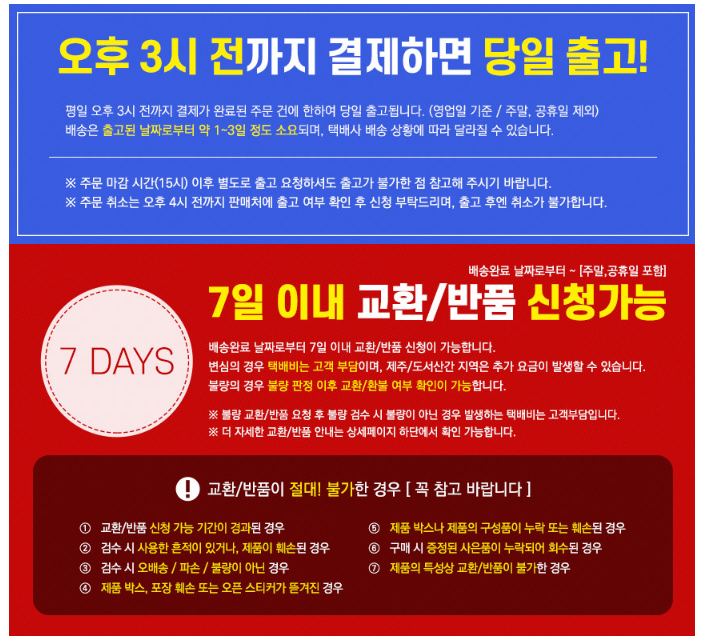 오후 3시 전까지 결제하면 당일 출고!
평일 오후 3시 전까지 결제가 완료된 주문 건에 한하여 당일 출고됩니다. (영업일 기준 / 주말, 공휴일 제외)
배송은 출고된 날짜로부터 약 1~3일 정도 소요되며, 택배사 배송 상황에 따라 달라질 수 있습니다.
※ 주문 마감 시간(15시) 이후 별도로 출고 요청하셔도 출고가 불가한 점 참고해 주시기 바랍니다.
※ 주문 취소는 오후 4시 전까지 판매처에 출고 여부 확인 후 신청 부탁드리며, 출고 후엔 취소가 불가합니다.
배송완료 날짜로부터 ~ [주말,공휴일 포함]
7일 이내 교환/반품 신청가능
7 DAYS
배송완료 날짜로부터 7일 이내 교환/반품 신청이 가능합니다.
변심의 경우 택배비는 고객 부담이며, 제주/도서산간 지역은 추가 요금이 발생할 수 있습니다.
불량의 경우 불량 판정 이후 교환/환불 여부 확인이 가능합니다.
※ 불량 교환/반품 요청 후 불량 검수 시 불량이 아닌 경우 발생하는 택배비는 고객부담입니다.
※ 더 자세한 교환/반품 안내는 상세페이지 하단에서 확인 가능합니다.
! 교환/반품이 절대! 불가한 경우 [ 꼭 참고 바랍니다 ]
① 교환/반품 신청 가능 기간이 경과된 경우
② 검수 시 사용한 흔적이 있거나, 제품이 훼손된 경우
③ 검수 시 오배송 / 파손 / 불량이 아닌 경우
④ 제품 박스, 포장 훼손 또는 오픈 스티커가 뜯겨진 경우
⑤ 제품 박스나 제품의 구성품이 누락 또는 훼손된 경우
⑥ 구매 시 증정된 사은품이 누락되어 회수된 경우
⑦ 제품의 특성상 교환/반품이 불가한 경우